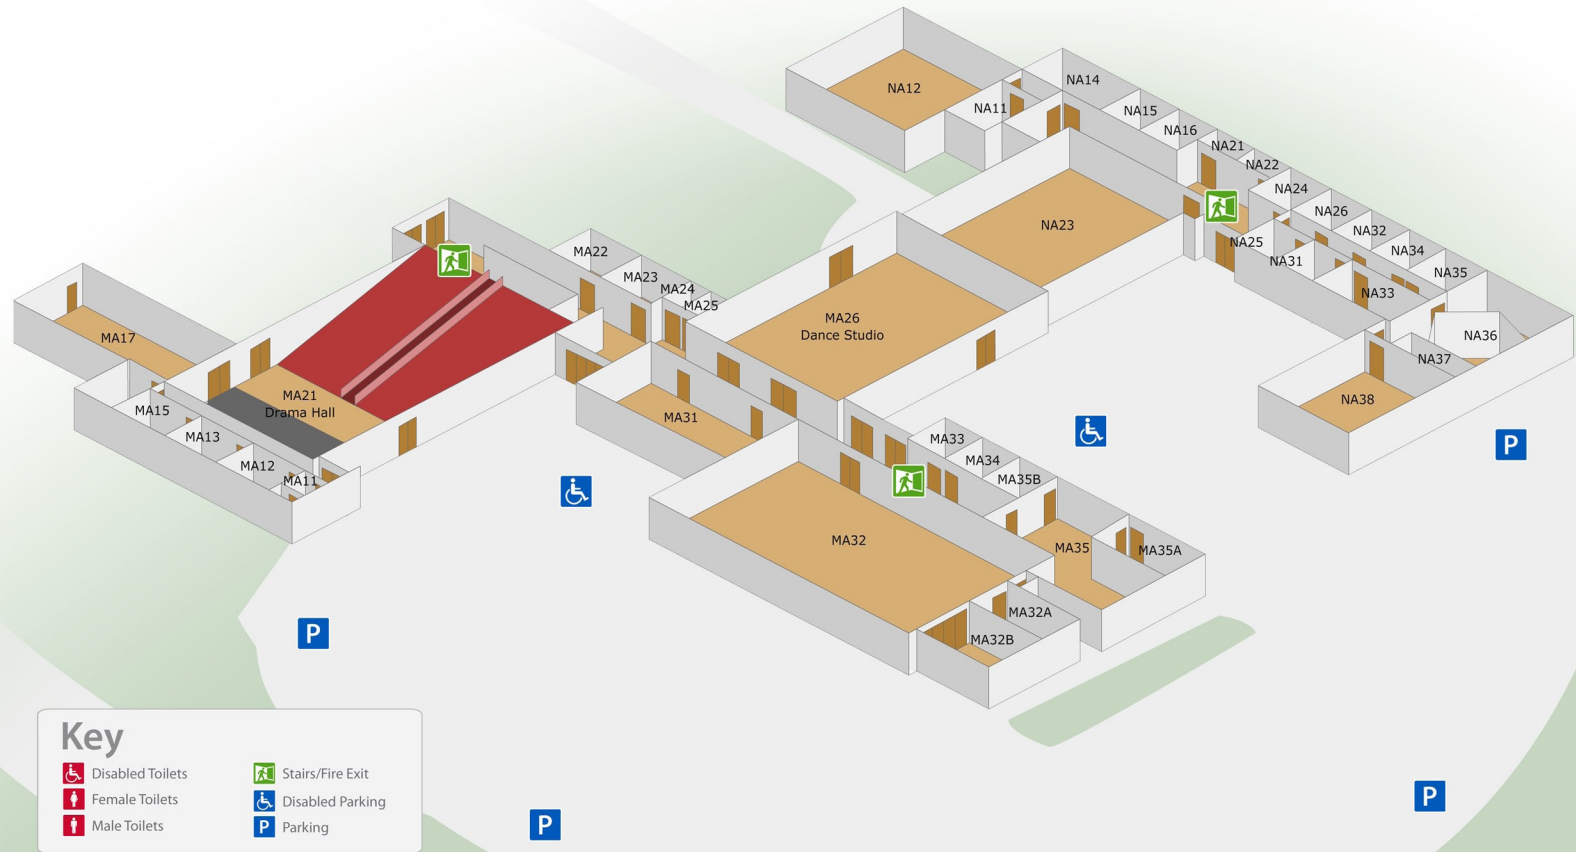 NA12
NA11
NA14
NA15
NA16
NA21
NA22
NA24
NA26
NA32
NA34
NA35
NA23
NA25
NA31
NA33
NA36
NA37
NA38
MA22
MA23
MA24
MA25
MA26
Dance Studio
MA17
MA21
Drama Hall
MA15
MA13
MA12
MA11
MA31
MA33
MA34
MA35B
MA32
MA35
MA35A
MA32A
MA32B
P
P
P
P
Key
Disabled Toilets
Female Toilets
Male Toilets
Stairs/Fire Exit
Disabled Parking
P Parking